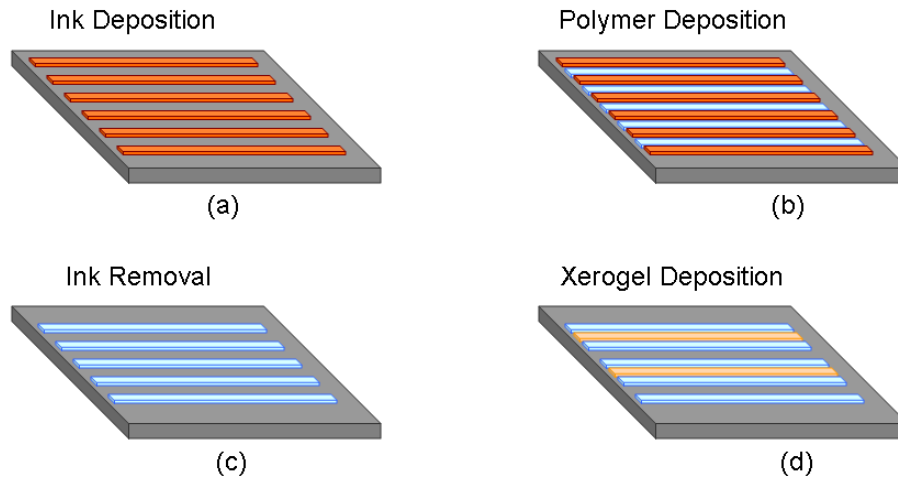 Ink Deposition
Polymer Deposition
(a)
(b)
Ink Removal
Xerogel Deposition
(c)
(d)